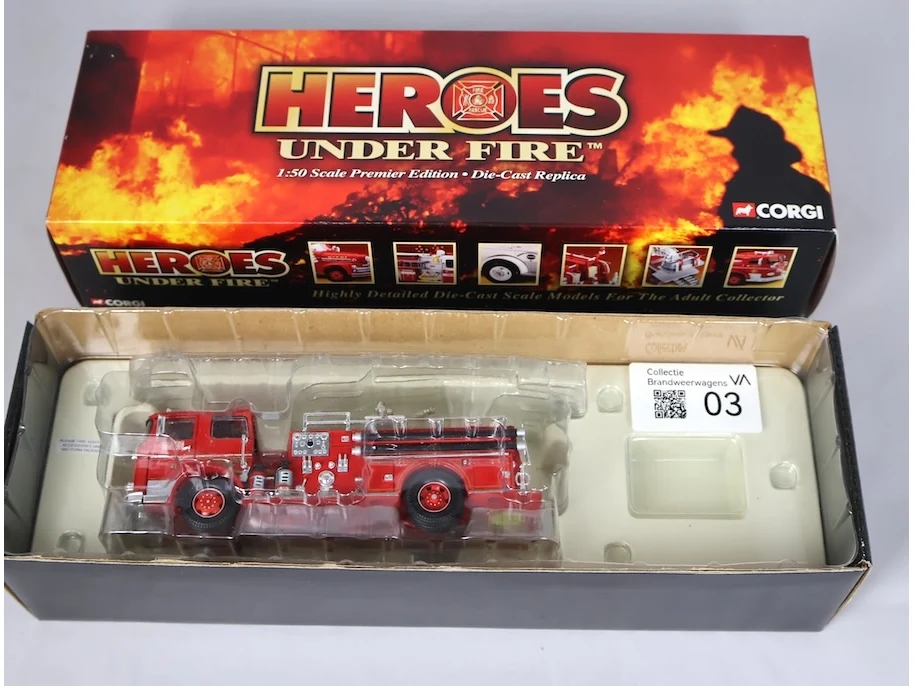 HEROES
UNDER FIRE™
1:50 Scale Premier Edition • Die-Cast Replica
CORGI
HEROES
UNDER FIRE™
CORGI
Highly Detailed Die-Cast Scale Models For The Adult Collector
Collectie
Brandweerwagens VA
03